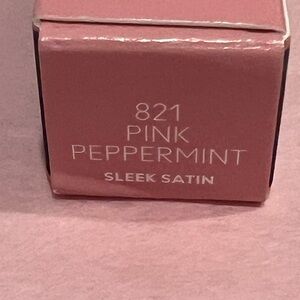 821
PINK
PEPPERMINT
SLEEK SATIN